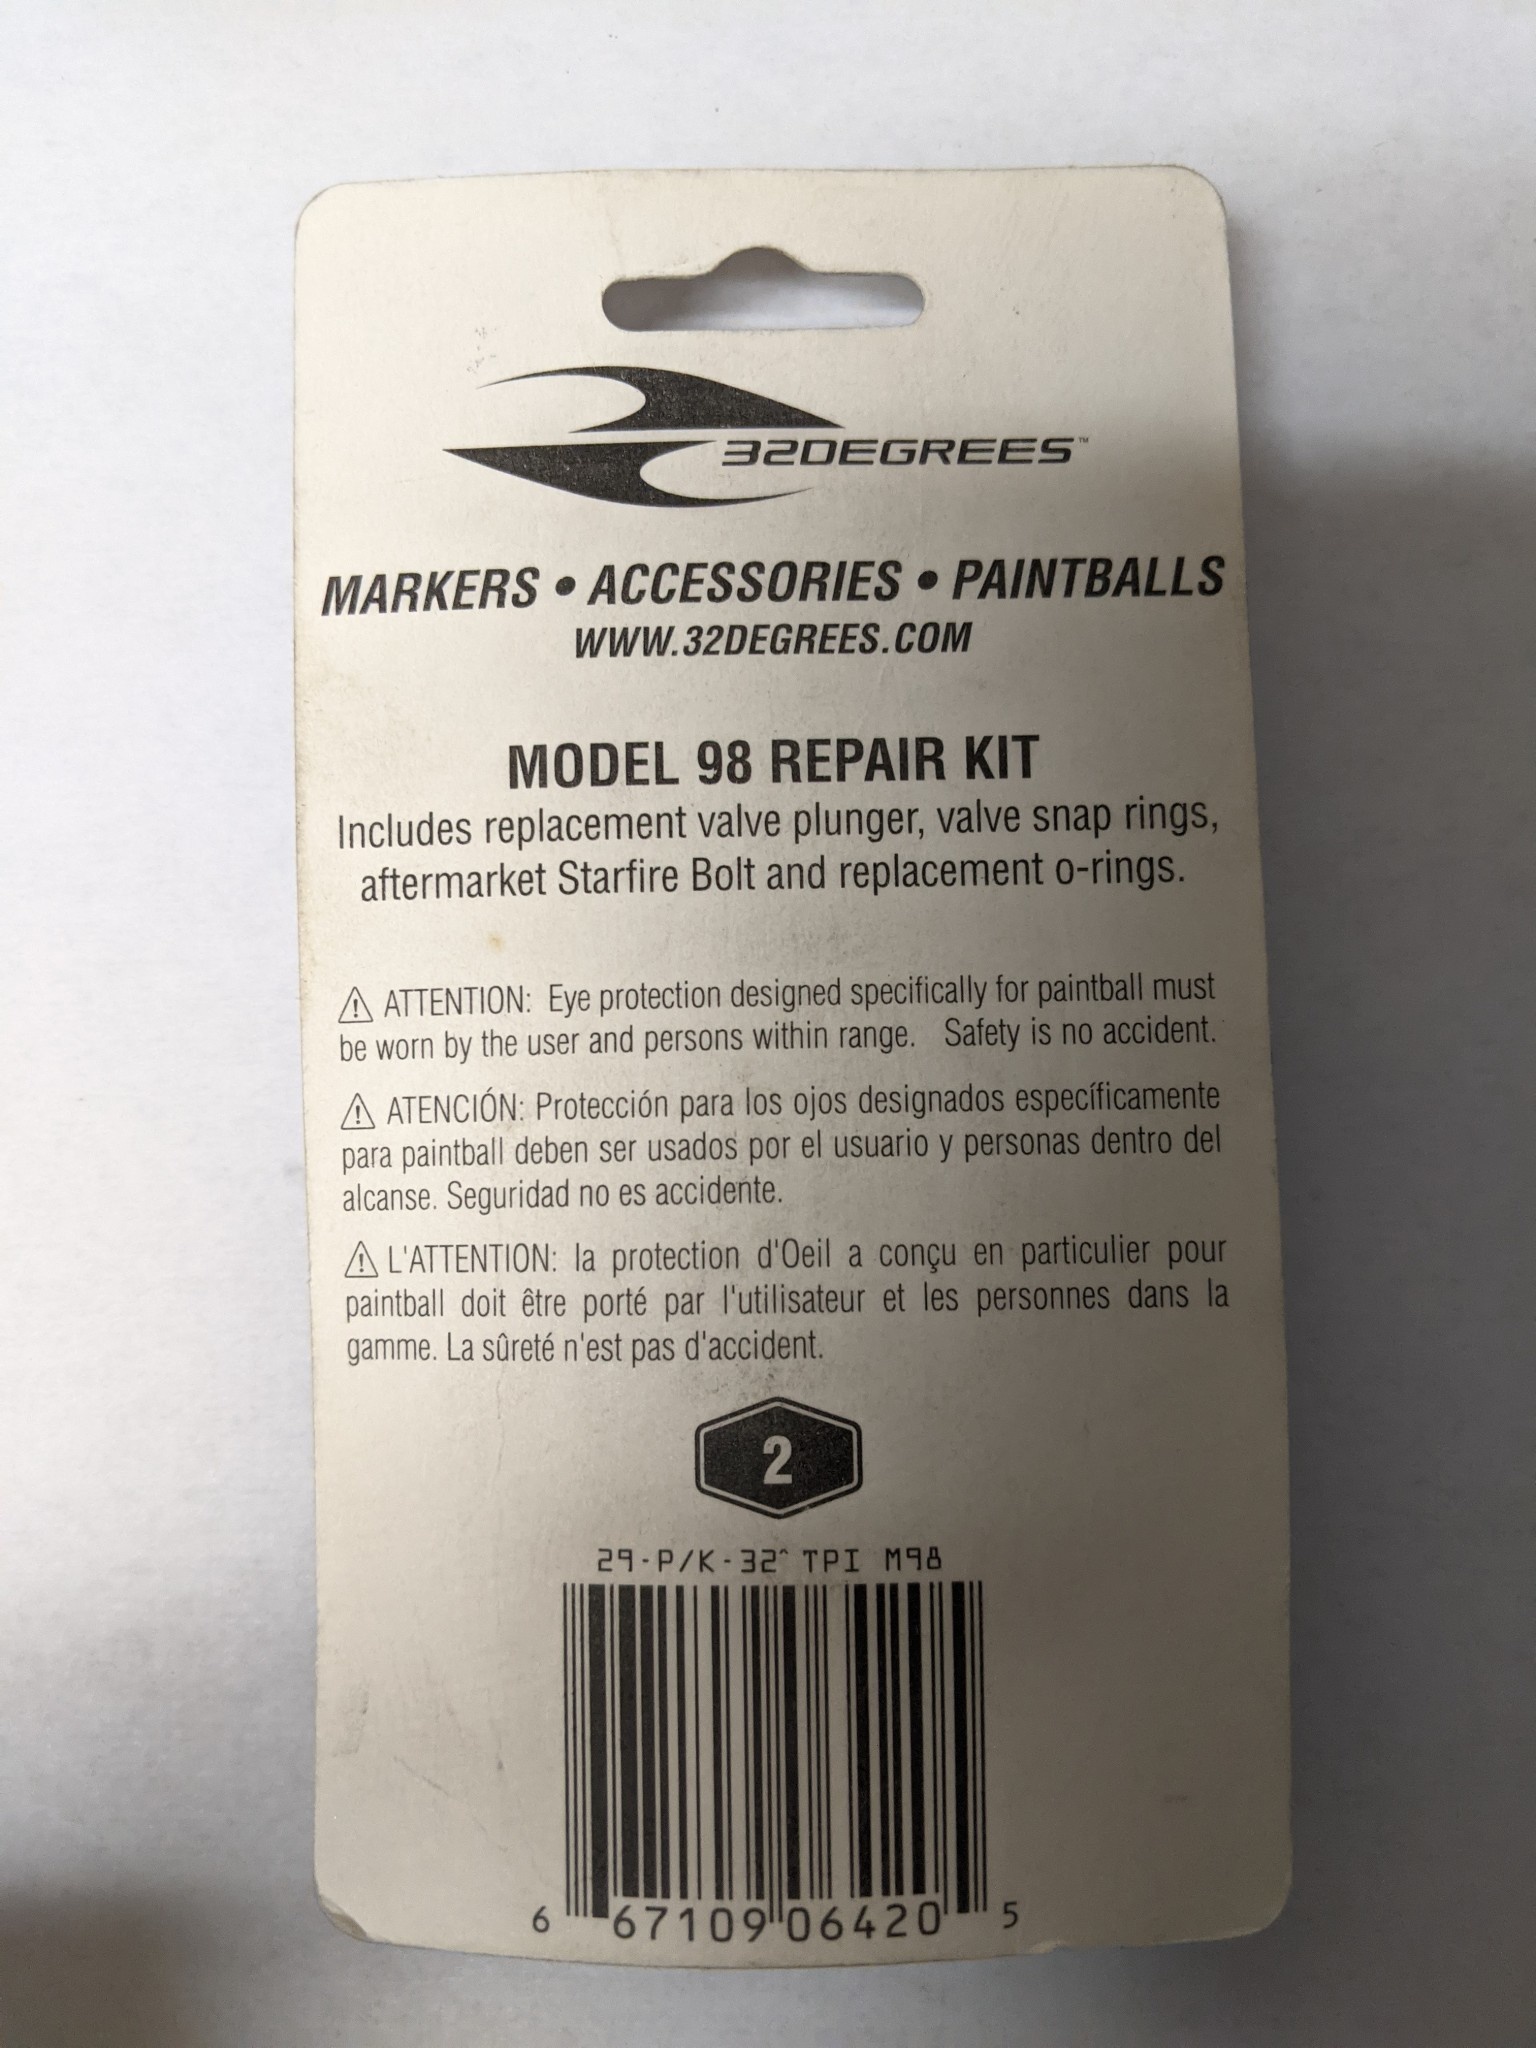 32DEGREES™
MARKERS • ACCESSORIES • PAINTBALLS
WWW.32DEGREES.COM
MODEL 98 REPAIR KIT
Includes replacement valve plunger, valve snap rings,
aftermarket Starfire Bolt and replacement o-rings.
⚠ ATTENTION: Eye protection designed specifically for paintball must
be worn by the user and persons within range. Safety is no accident.
⚠ ATENCIÓN: Protección para los ojos designados específicamente
para paintball deben ser usados por el usuario y personas dentro del
alcanse. Seguridad no es accidente.
⚠ L'ATTENTION: la protection d'Oeil a conçu en particulier pour
paintball doit être porté par l'utilisateur et les personnes dans la
gamme. La sûreté n'est pas d'accident.
2
29-P/K-32^ TPI M98
6 67109 06420 5